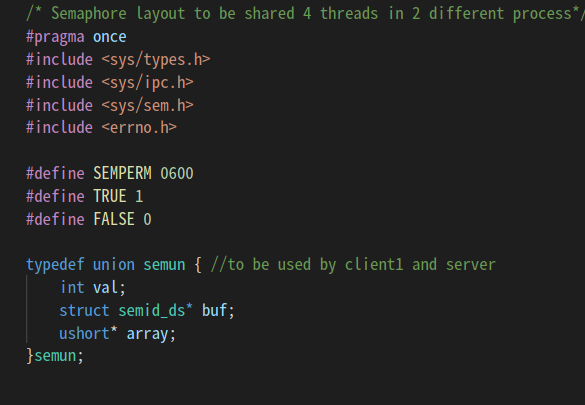 /* Semaphore layout to be shared 4 threads in 2 different process*/
#pragma once
#include <sys/types.h>
#include <sys/ipc.h>
#include <sys/sem.h>
#include <errno.h>
#define SEMPERM 0600
#define TRUE 1
#define FALSE 0
typedef union semun { //to be used by client1 and server
int val;
struct semid_ds* buf;
ushort* array;
}semun;